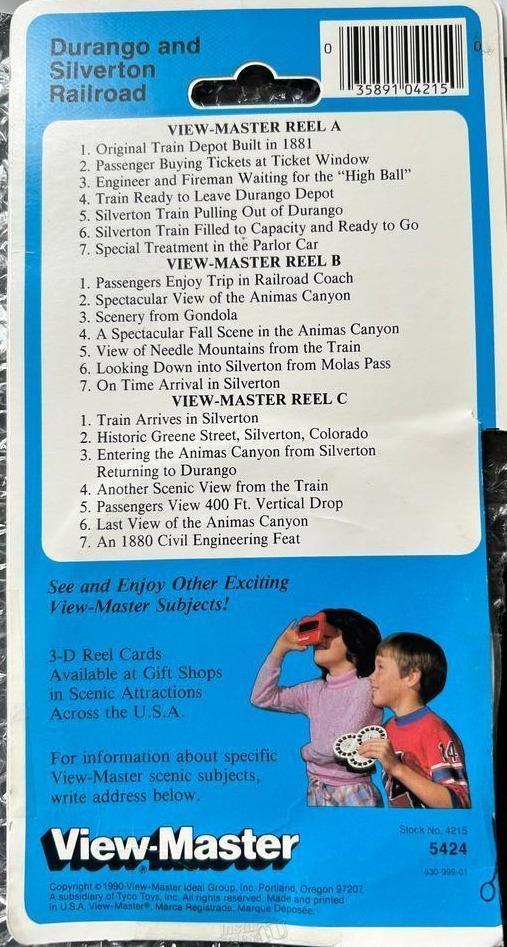 Durango and
Silverton
Railroad
0
35891 04215
0
VIEW-MASTER REEL A
1. Original Train Depot Built in 1881
2. Passenger Buying Tickets at Ticket Window
3. Engineer and Fireman Waiting for the “High Ball”
4. Train Ready to Leave Durango Depot
5. Silverton Train Pulling Out of Durango
6. Silverton Train Filled to Capacity and Ready to Go
7. Special Treatment in the Parlor Car
VIEW-MASTER REEL B
1. Passengers Enjoy Trip in Railroad Coach
2. Spectacular View of the Animas Canyon
3. Scenery from Gondola
4. A Spectacular Fall Scene in the Animas Canyon
5. View of Needle Mountains from the Train
6. Looking Down into Silverton from Molas Pass
7. On Time Arrival in Silverton
VIEW-MASTER REEL C
1. Train Arrives in Silverton
2. Historic Greene Street, Silverton, Colorado
3. Entering the Animas Canyon from Silverton
Returning to Durango
4. Another Scenic View from the Train
5. Passengers View 400 Ft. Vertical Drop
6. Last View of the Animas Canyon
7. An 1880 Civil Engineering Feat
See and Enjoy Other Exciting
View-Master Subjects!
3-D Reel Cards
Available at Gift Shops
in Scenic Attractions
Across the U.S.A.
For information about specific
View-Master scenic subjects,
write address below.
14
View-Master®
Stock No. 4215
5424
830-999-01
Copyright © 1990 View-Master Ideal Group, Inc. Portland, Oregon 97207.
A subsidiary of Tyco Toys, Inc. All rights reserved. Made and printed
in U.S.A. View-Master®, Marca Registrada. Marque Déposée.